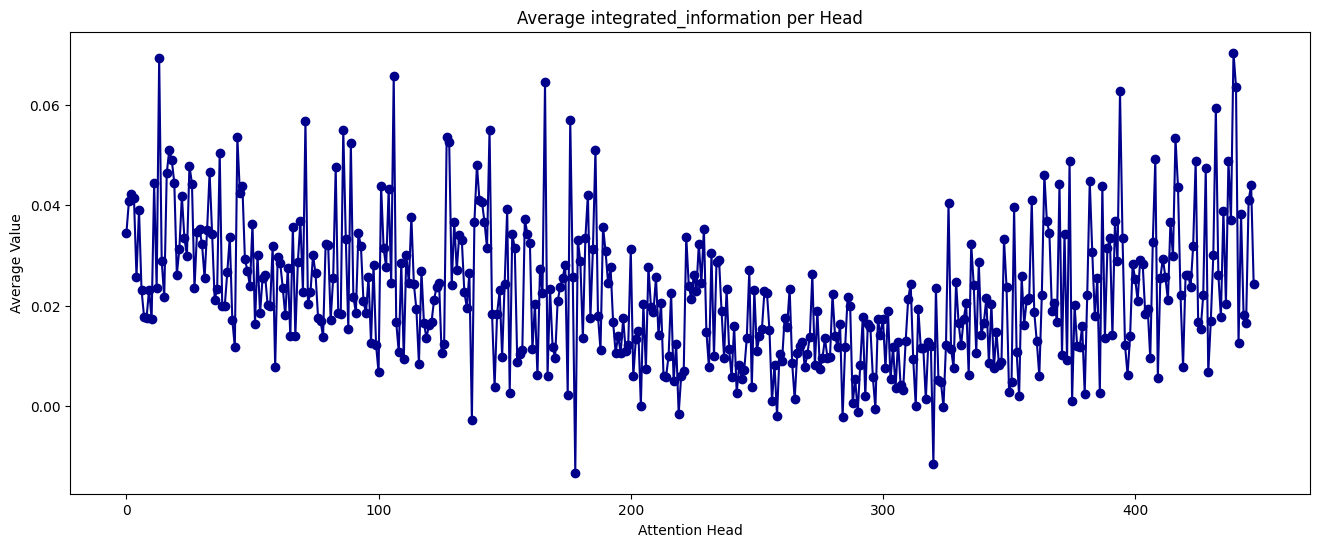 Average integrated_information per Head
Average Value
0.06
0.04
0.02
0.00
0 100 200 300 400
Attention Head